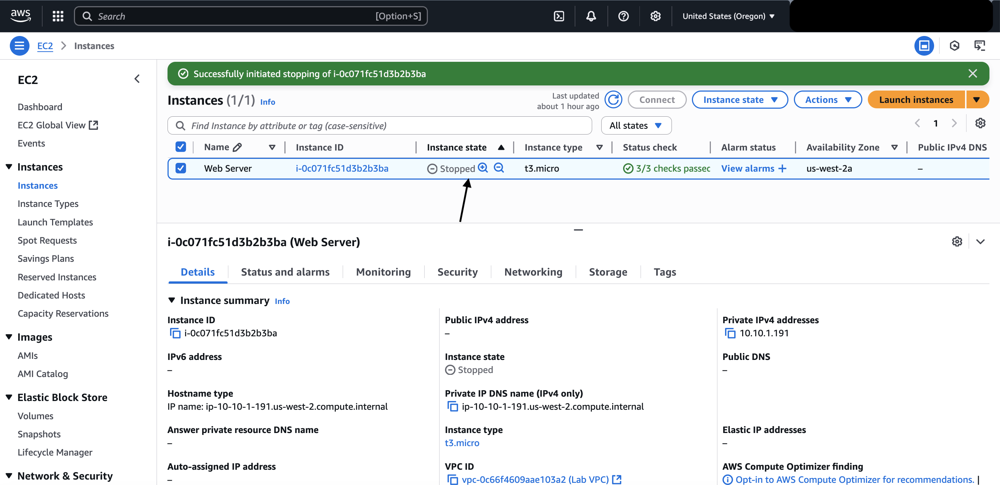 aws
Search [Option+S]
United States (Oregon)
EC2 Instances
EC2
Dashboard
EC2 Global View
Events
Instances
Instances
Instance Types
Launch Templates
Spot Requests
Savings Plans
Reserved Instances
Dedicated Hosts
Capacity Reservations
Images
AMIs
AMI Catalog
Elastic Block Store
Volumes
Snapshots
Lifecycle Manager
Network & Security
Successfully initiated stopping of i-0c071fc51d3b2b3ba
Instances (1/1) Info
Last updated
about 1 hour ago
Connect
Instance state
Actions
Launch instances
Find Instance by attribute or tag (case-sensitive)
All states
1
Name Instance ID Instance state Instance type Status check Alarm status Availability Zone Public IPv4 DNS
Web Server i-0c071fc51d3b2b3ba Stopped t3.micro 3/3 checks passed View alarms + us-west-2a –
i-0c071fc51d3b2b3ba (Web Server)
Details Status and alarms Monitoring Security Networking Storage Tags
Instance summary Info
Instance ID
i-0c071fc51d3b2b3ba
Public IPv4 address
–
Private IPv4 addresses
10.10.1.191
IPv6 address
–
Instance state
Stopped
Public DNS
–
Hostname type
IP name: ip-10-10-1-191.us-west-2.compute.internal
Private IP DNS name (IPv4 only)
ip-10-10-1-191.us-west-2.compute.internal
Answer private resource DNS name
–
Instance type
t3.micro
Elastic IP addresses
–
Auto-assigned IP address
–
VPC ID
vpc-0c66f4609aae103a2 (Lab VPC)
AWS Compute Optimizer finding
Opt-in to AWS Compute Optimizer for recommendations. |